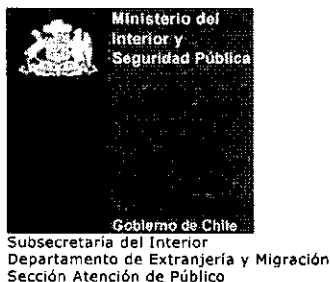 Ministerio del
Interior y
Seguridad Pública
Gobierno de Chile
Subsecretaría del Interior
Departamento de Extranjería y Migración
Sección Atención de Público